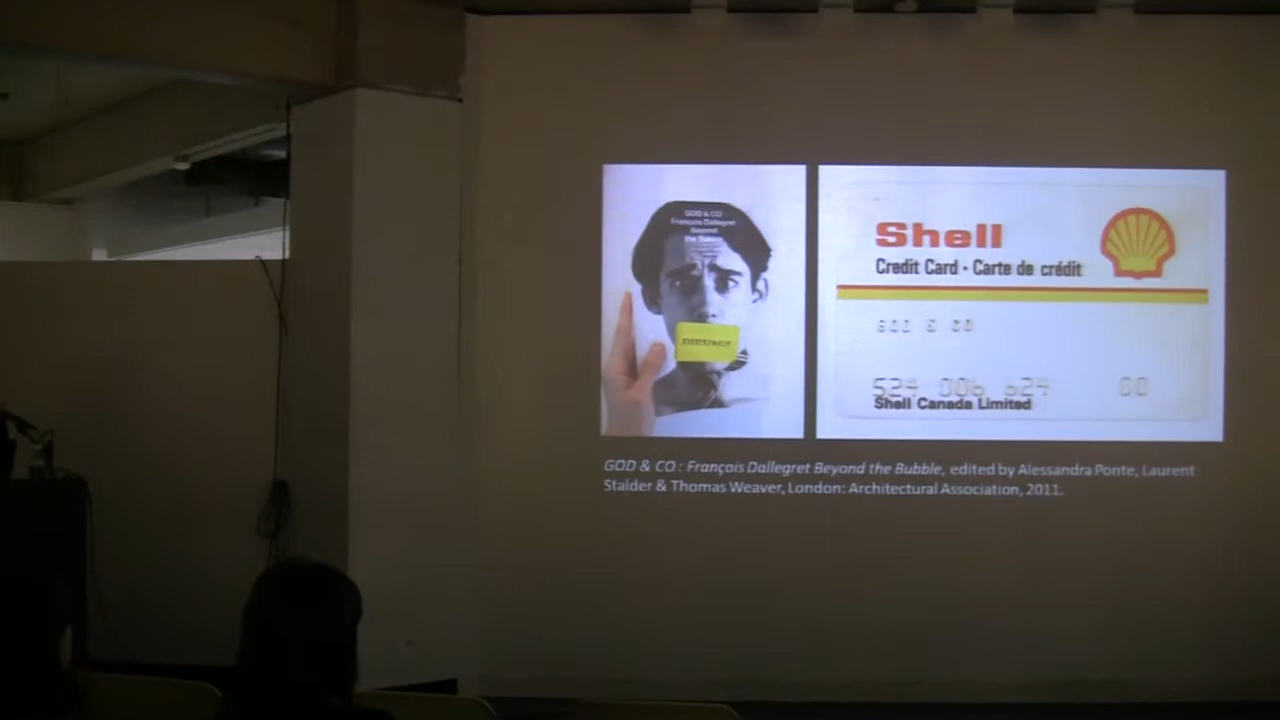 GOD & CO
François Dallegret
Beyond
the Bubble
Shell
Credit Card · Carte de crédit
GOD & CO
524 006 624 00
Shell Canada Limited
GOD & CO : François Dallegret Beyond the Bubble, edited by Alessandra Ponte, Laurent
Stalder & Thomas Weaver, London: Architectural Association, 2011.